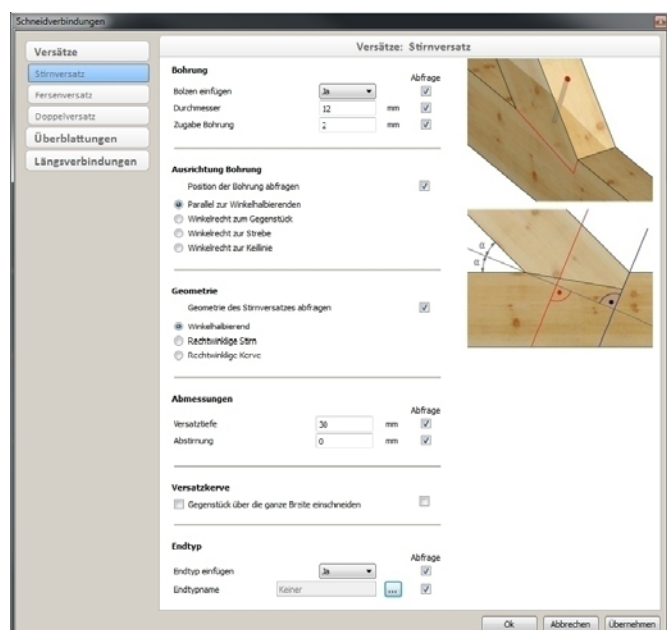 Schneidverbindungen
Versätze
Stirnversatz
Fersenversatz
Doppelversatz
Überblattungen
Längsverbindungen
Versätze: Stirnversatz
Bohrung
Abfrage
Bolzen einfügen Ja
Durchmesser 12 mm
Zugabe Bohrung 2 mm
Ausrichtung Bohrung
Position der Bohrung abfragen
Parallel zur Winkelhalbierenden
Winkelrecht zum Gegenstück
Winkelrecht zur Strebe
Winkelrecht zur Keillinie
Geometrie
Geometrie des Stirnversatzes abfragen
Winkelhalbierend
Rechtwinklige Stirn
Rechtwinklige Kerve
Abmessungen
Abfrage
Versatztiefe 30 mm
Abstirnung 0 mm
Versatzkerve
Gegenstück über die ganze Breite einschneiden
Endtyp
Abfrage
Endtyp einfügen Ja
Endtypname Keiner ...
α
α
Ok Abbrechen Übernehmen